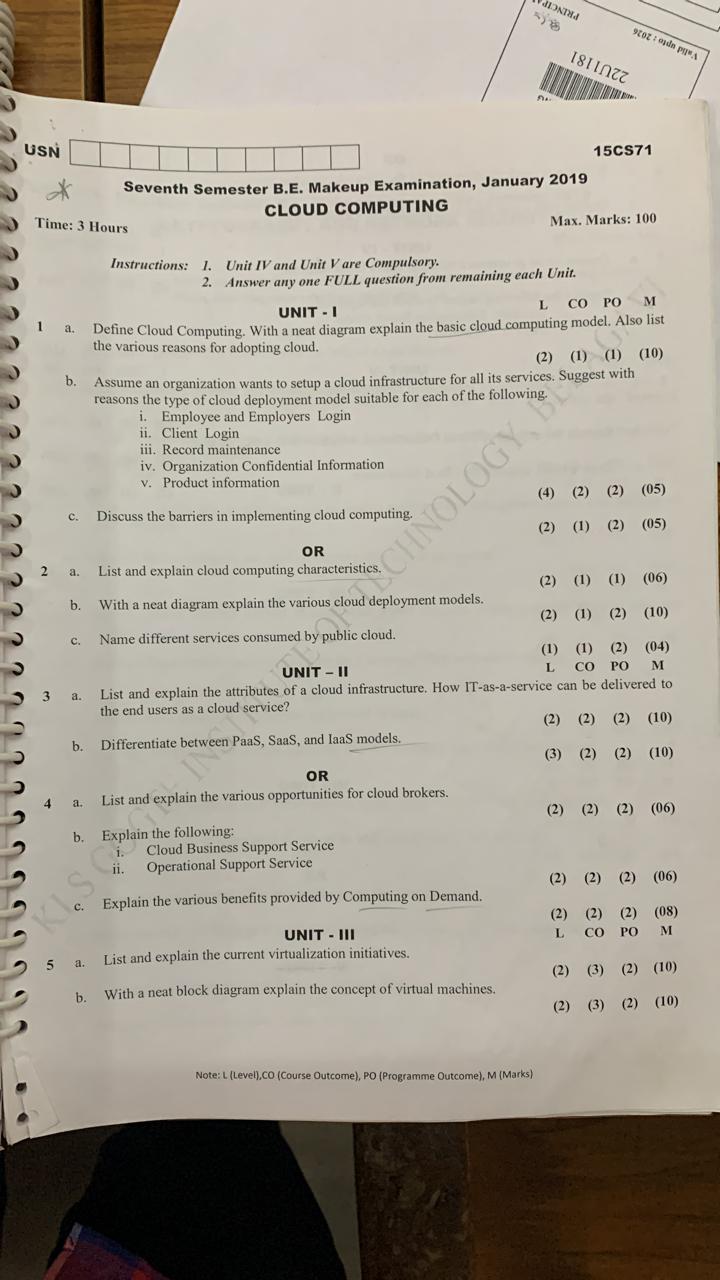 PRINCIPAL
Valid upto : 2026
22U1181
USN
15CS71
Seventh Semester B.E. Makeup Examination, January 2019
CLOUD COMPUTING
Time: 3 Hours
Max. Marks: 100
Instructions: 1. Unit IV and Unit V are Compulsory.
2. Answer any one FULL question from remaining each Unit.
UNIT - I L CO PO M
1 a. Define Cloud Computing. With a neat diagram explain the basic cloud computing model. Also list
the various reasons for adopting cloud. (2) (1) (1) (10)
b. Assume an organization wants to setup a cloud infrastructure for all its services. Suggest with
reasons the type of cloud deployment model suitable for each of the following.
i. Employee and Employers Login
ii. Client Login
iii. Record maintenance
iv. Organization Confidential Information
v. Product information (4) (2) (2) (05)
c. Discuss the barriers in implementing cloud computing. (2) (1) (2) (05)
OR
2 a. List and explain cloud computing characteristics. (2) (1) (1) (06)
b. With a neat diagram explain the various cloud deployment models. (2) (1) (2) (10)
c. Name different services consumed by public cloud. (1) (1) (2) (04)
UNIT – II L CO PO M
3 a. List and explain the attributes of a cloud infrastructure. How IT-as-a-service can be delivered to
the end users as a cloud service? (2) (2) (2) (10)
b. Differentiate between PaaS, SaaS, and IaaS models. (3) (2) (2) (10)
OR
4 a. List and explain the various opportunities for cloud brokers. (2) (2) (2) (06)
b. Explain the following:
i. Cloud Business Support Service
ii. Operational Support Service (2) (2) (2) (06)
c. Explain the various benefits provided by Computing on Demand. (2) (2) (2) (08)
UNIT - III L CO PO M
5 a. List and explain the current virtualization initiatives. (2) (3) (2) (10)
b. With a neat block diagram explain the concept of virtual machines. (2) (3) (2) (10)
Note: L (Level),CO (Course Outcome), PO (Programme Outcome), M (Marks)
KLS GOGTE INSTITUTE OF TECHNOLOGY,